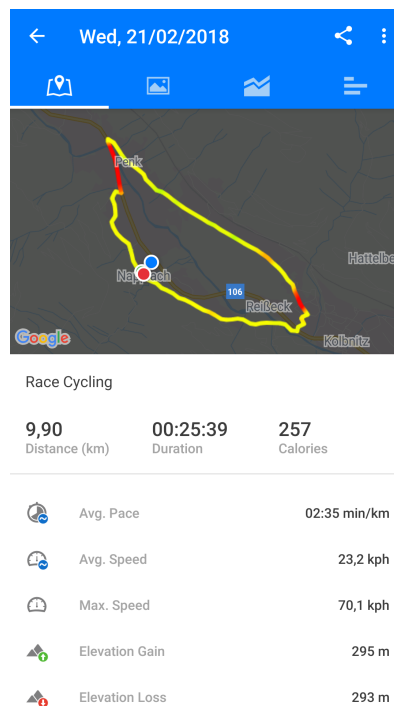 Wed, 21/02/2018
Penk
Hattelbe
Napplach
106
Reißeck
Kolbnitz
Google
Race Cycling
9,90 00:25:39 257
Distance (km) Duration Calories
Avg. Pace 02:35 min/km
Avg. Speed 23,2 kph
Max. Speed 70,1 kph
Elevation Gain 295 m
Elevation Loss 293 m